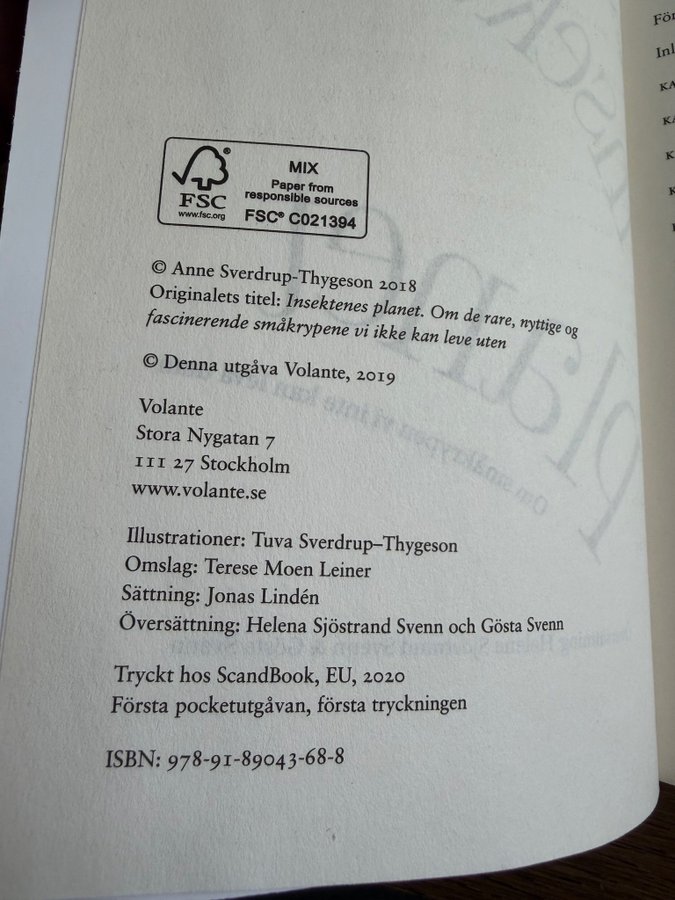 FSC®
www.fsc.org
MIX
Paper from
responsible sources
FSC® C021394
© Anne Sverdrup-Thygeson 2018
Originalets titel: Insektenes planet. Om de rare, nyttige og
fascinerende småkrypene vi ikke kan leve uten
© Denna utgåva Volante, 2019
Volante
Stora Nygatan 7
111 27 Stockholm
www.volante.se
Illustrationer: Tuva Sverdrup–Thygeson
Omslag: Terese Moen Leiner
Sättning: Jonas Lindén
Översättning: Helena Sjöstrand Svenn och Gösta Svenn
Tryckt hos ScandBook, EU, 2020
Första pocketutgåvan, första tryckningen
ISBN: 978-91-89043-68-8